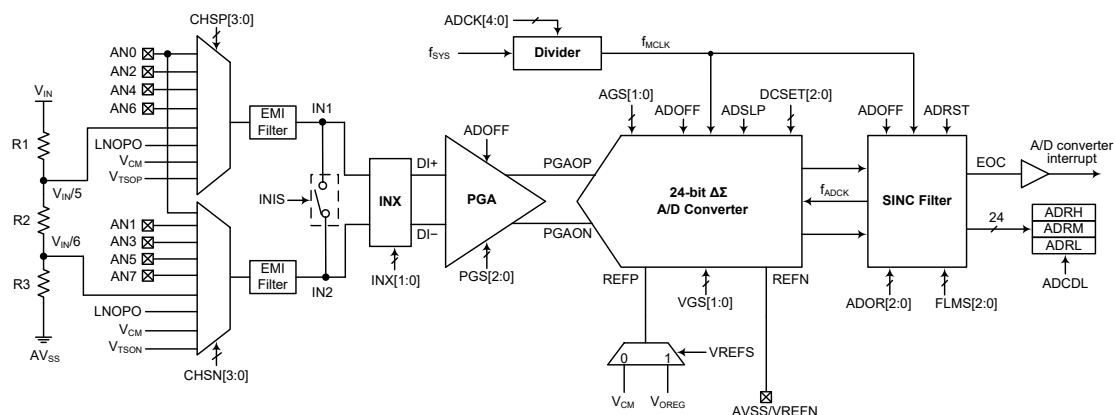 CHSP[3:0]
AN0
AN2
AN4
AN6
LNOPO
VCM
VTSOP
VIN
R1
VIN/5
R2
VIN/6
R3
AVSS
AN1
AN3
AN5
AN7
LNOPO
VCM
VTSON
CHSN[3:0]
EMI
Filter
EMI
Filter
IN1
INIS
IN2
INX
INX[1:0]
DI+
DI−
ADOFF
PGA
PGS[2:0]
PGAOP
PGAON
ADCK[4:0]
fSYS
Divider
fMCLK
AGS[1:0]
ADOFF
ADSLP
DCSET[2:0]
24-bit ΔΣ
A/D Converter
REFP
VGS[1:0]
REFN
0
1
VREFS
VCM
VOREG
AVSS/VREFN
fADCK
ADOFF
ADRST
SINC Filter
ADOR[2:0]
FLMS[2:0]
EOC
A/D converter
interrupt
24
ADRH
ADRM
ADRL
ADCDL